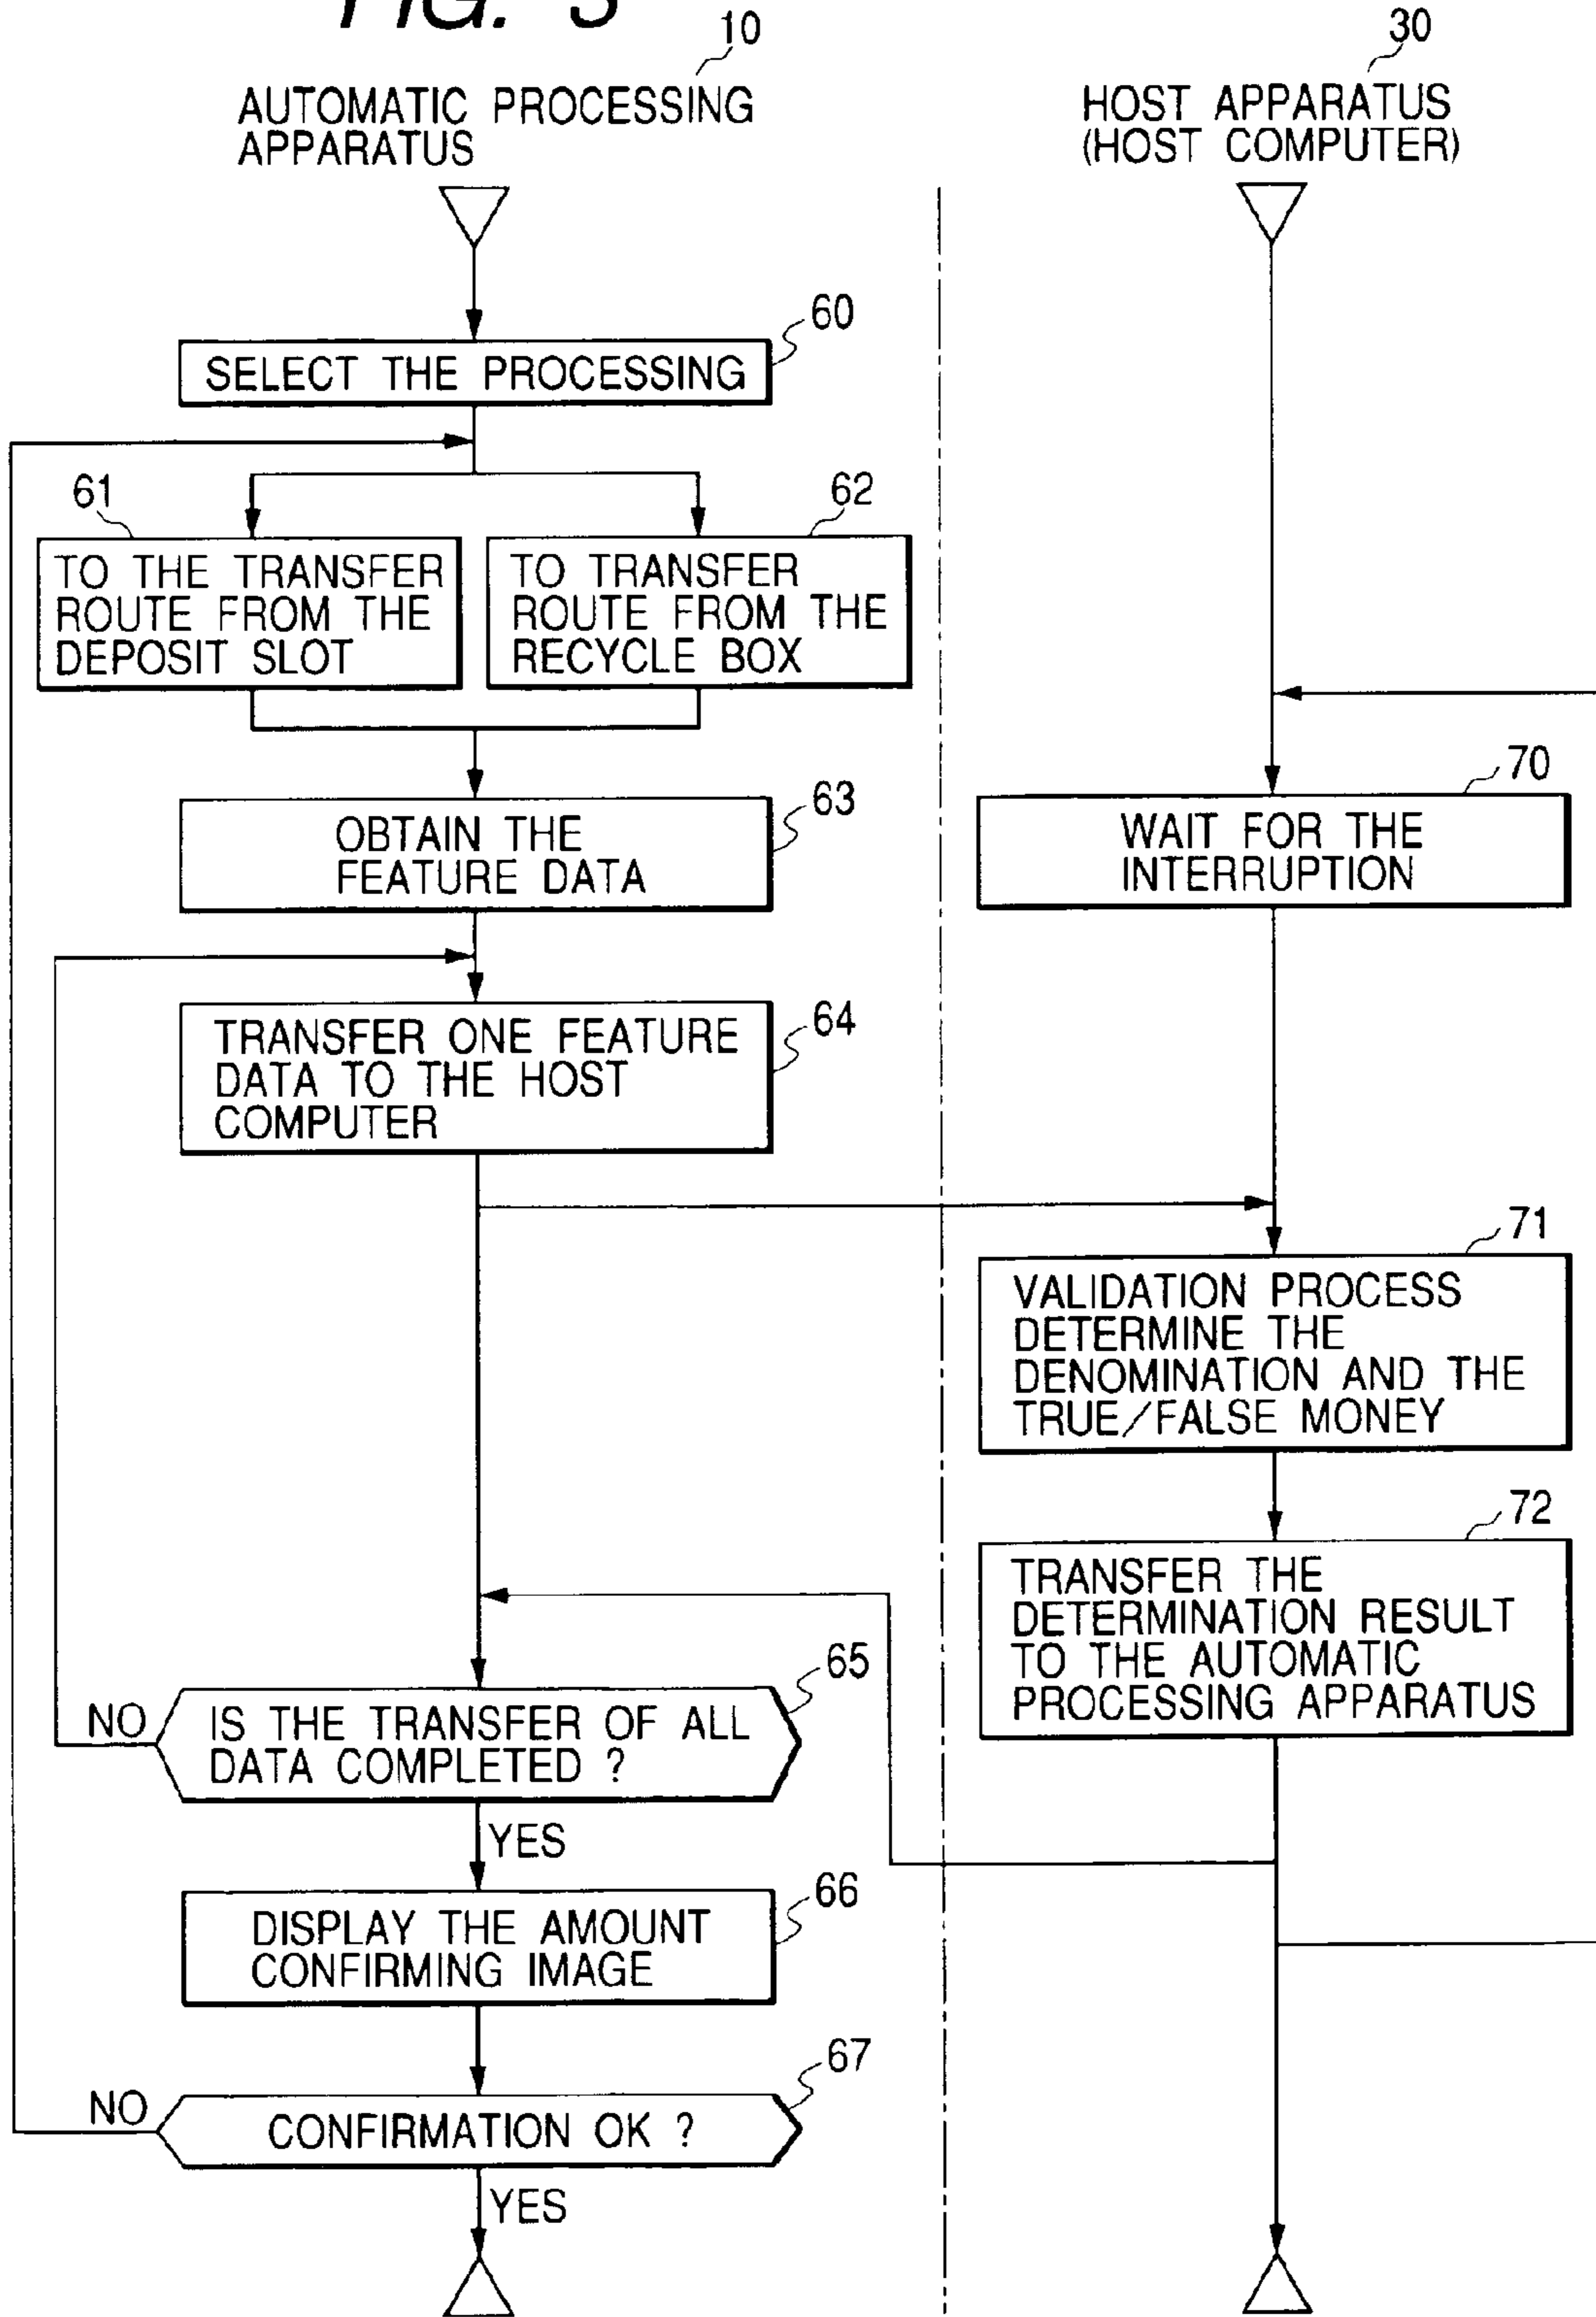 FIG. 3
10
AUTOMATIC PROCESSING
APPARATUS
30
HOST APPARATUS
(HOST COMPUTER)
60
SELECT THE PROCESSING
61
TO THE TRANSFER
ROUTE FROM THE
DEPOSIT SLOT
62
TO TRANSFER
ROUTE FROM THE
RECYCLE BOX
63
OBTAIN THE
FEATURE DATA
70
WAIT FOR THE
INTERRUPTION
64
TRANSFER ONE FEATURE
DATA TO THE HOST
COMPUTER
71
VALIDATION PROCESS
DETERMINE THE
DENOMINATION AND THE
TRUE/FALSE MONEY
72
TRANSFER THE
DETERMINATION RESULT
TO THE AUTOMATIC
PROCESSING APPARATUS
65
NO
IS THE TRANSFER OF ALL
DATA COMPLETED ?
YES
66
DISPLAY THE AMOUNT
CONFIRMING IMAGE
67
NO
CONFIRMATION OK ?
YES